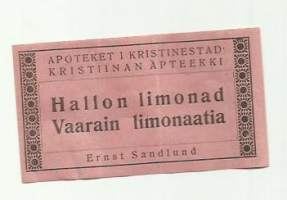 APOTEKET I KRISTINESTAD:
KRISTIINAN APTEEKKI
Hallon limonad
Vaarain limonaatia
Ernst Sandlund